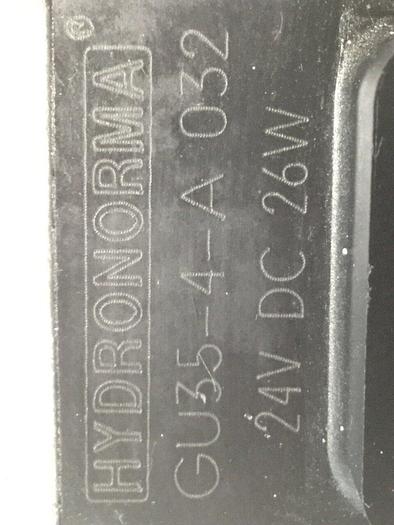 HYDRONORMA ®
GU35-4-A 032
24V DC 26W